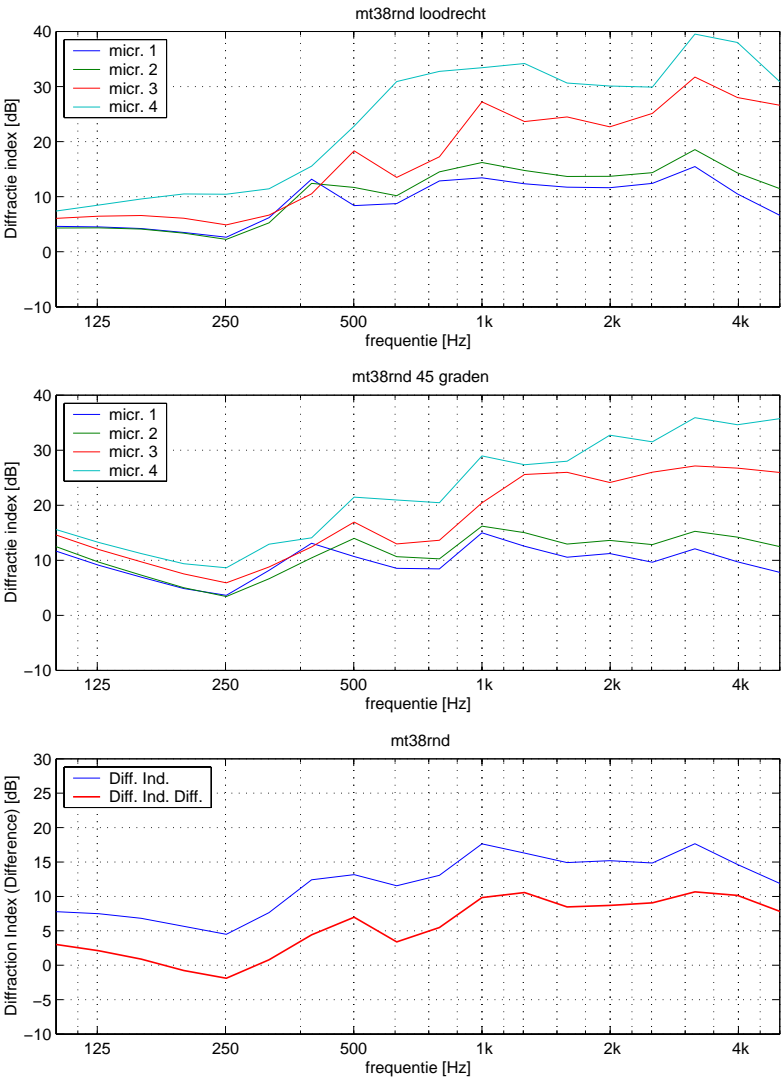 mt38rnd loodrecht
40
30
20
10
0
−10
Diffractie index [dB]
micr. 1
micr. 2
micr. 3
micr. 4
125 250 500 1k 2k 4k
frequentie [Hz]
mt38rnd 45 graden
40
30
20
10
0
−10
Diffractie index [dB]
micr. 1
micr. 2
micr. 3
micr. 4
125 250 500 1k 2k 4k
frequentie [Hz]
mt38rnd
30
25
20
15
10
5
0
−5
−10
Diffraction Index (Difference) [dB]
Diff. Ind.
Diff. Ind. Diff.
125 250 500 1k 2k 4k
frequentie [Hz]